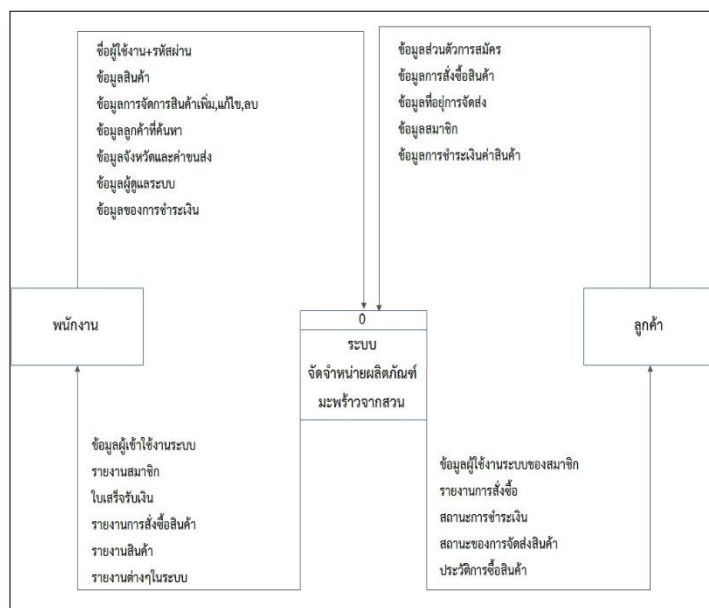 ชื่อผู้ใช้งาน+รหัสผ่าน
ข้อมูลสินค้า
ข้อมูลการจัดการสินค้าเพิ่ม,แก้ไข,ลบ
ข้อมูลลูกค้าที่ค้นหา
ข้อมูลจังหวัดและค่าขนส่ง
ข้อมูลผู้ดูแลระบบ
ข้อมูลของการชำระเงิน
ข้อมูลส่วนตัวการสมัคร
ข้อมูลการสั่งซื้อสินค้า
ข้อมูลที่อยู่การจัดส่ง
ข้อมูลสมาชิก
ข้อมูลการชำระเงินค่าสินค้า
พนักงาน
0
ระบบ
จัดจำหน่ายผลิตภัณฑ์
มะพร้าวจากสวน
ลูกค้า
ข้อมูลผู้เข้าใช้งานระบบ
รายงานสมาชิก
ใบเสร็จรับเงิน
รายงานการสั่งซื้อสินค้า
รายงานสินค้า
รายงานต่างๆในระบบ
ข้อมูลผู้ใช้งานระบบของสมาชิก
รายงานการสั่งซื้อ
สถานะการชำระเงิน
สถานะของการจัดส่งสินค้า
ประวัติการซื้อสินค้า